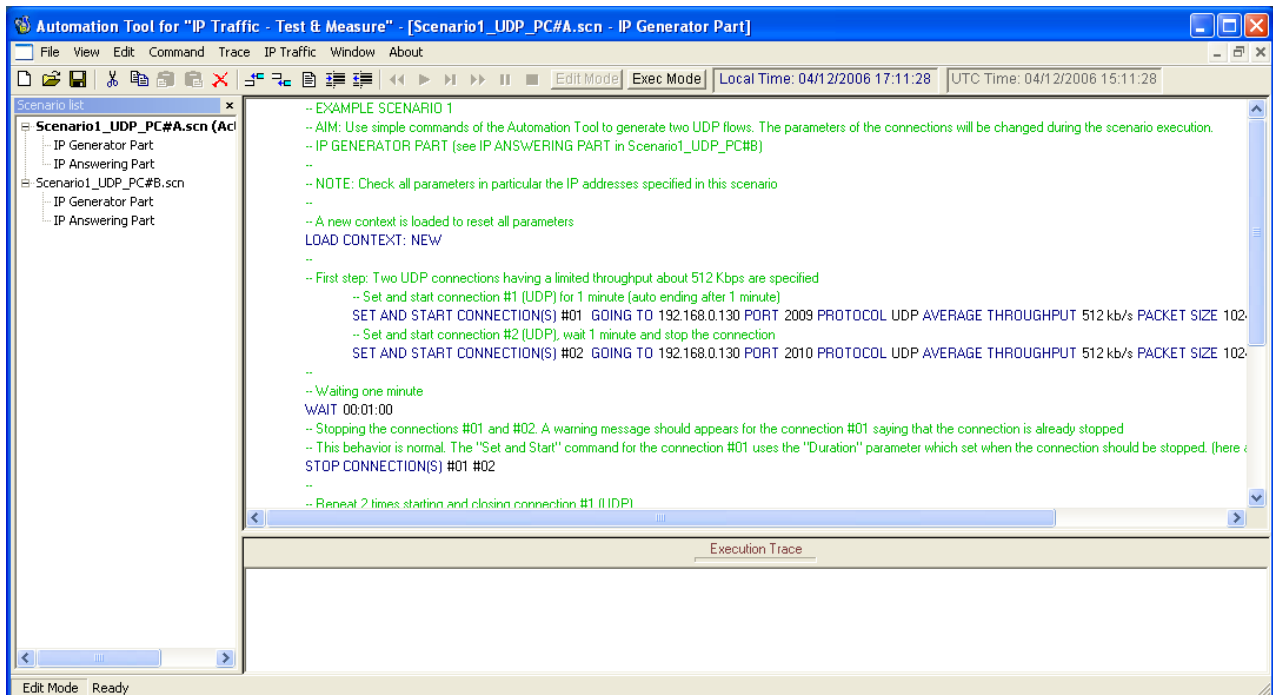 Automation Tool for "IP Traffic - Test & Measure" - [Scenario1_UDP_PC#A.scn - IP Generator Part]
File View Edit Command Trace IP Traffic Window About
Edit Mode Exec Mode Local Time: 04/12/2006 17:11:28 UTC Time: 04/12/2006 15:11:28
Scenario list
Scenario1_UDP_PC#A.scn (Act
IP Generator Part
IP Answering Part
Scenario1_UDP_PC#B.scn
IP Generator Part
IP Answering Part
-- EXAMPLE SCENARIO 1
-- AIM: Use simple commands of the Automation Tool to generate two UDP flows. The parameters of the connections will be changed during the scenario execution.
-- IP GENERATOR PART (see IP ANSWERING PART in Scenario1_UDP_PC#B)
--
-- NOTE: Check all parameters in particular the IP addresses specified in this scenario
--
-- A new context is loaded to reset all parameters
LOAD CONTEXT: NEW
--
-- First step: Two UDP connections having a limited throughput about 512 Kbps are specified
-- Set and start connection #1 (UDP) for 1 minute (auto ending after 1 minute)
SET AND START CONNECTION(S) #01 GOING TO 192.168.0.130 PORT 2009 PROTOCOL UDP AVERAGE THROUGHPUT 512 kb/s PACKET SIZE 102
-- Set and start connection #2 (UDP), wait 1 minute and stop the connection
SET AND START CONNECTION(S) #02 GOING TO 192.168.0.130 PORT 2010 PROTOCOL UDP AVERAGE THROUGHPUT 512 kb/s PACKET SIZE 102
--
-- Waiting one minute
WAIT 00:01:00
-- Stopping the connections #01 and #02. A warning message should appears for the connection #01 saying that the connection is already stopped
-- This behavior is normal. The "Set and Start" command for the connection #01 uses the "Duration" parameter which set when the connection should be stopped. (here
STOP CONNECTION(S) #01 #02
--
-- Repeat 2 times starting and closing connection #1 (UDP)
Execution Trace
Edit Mode Ready